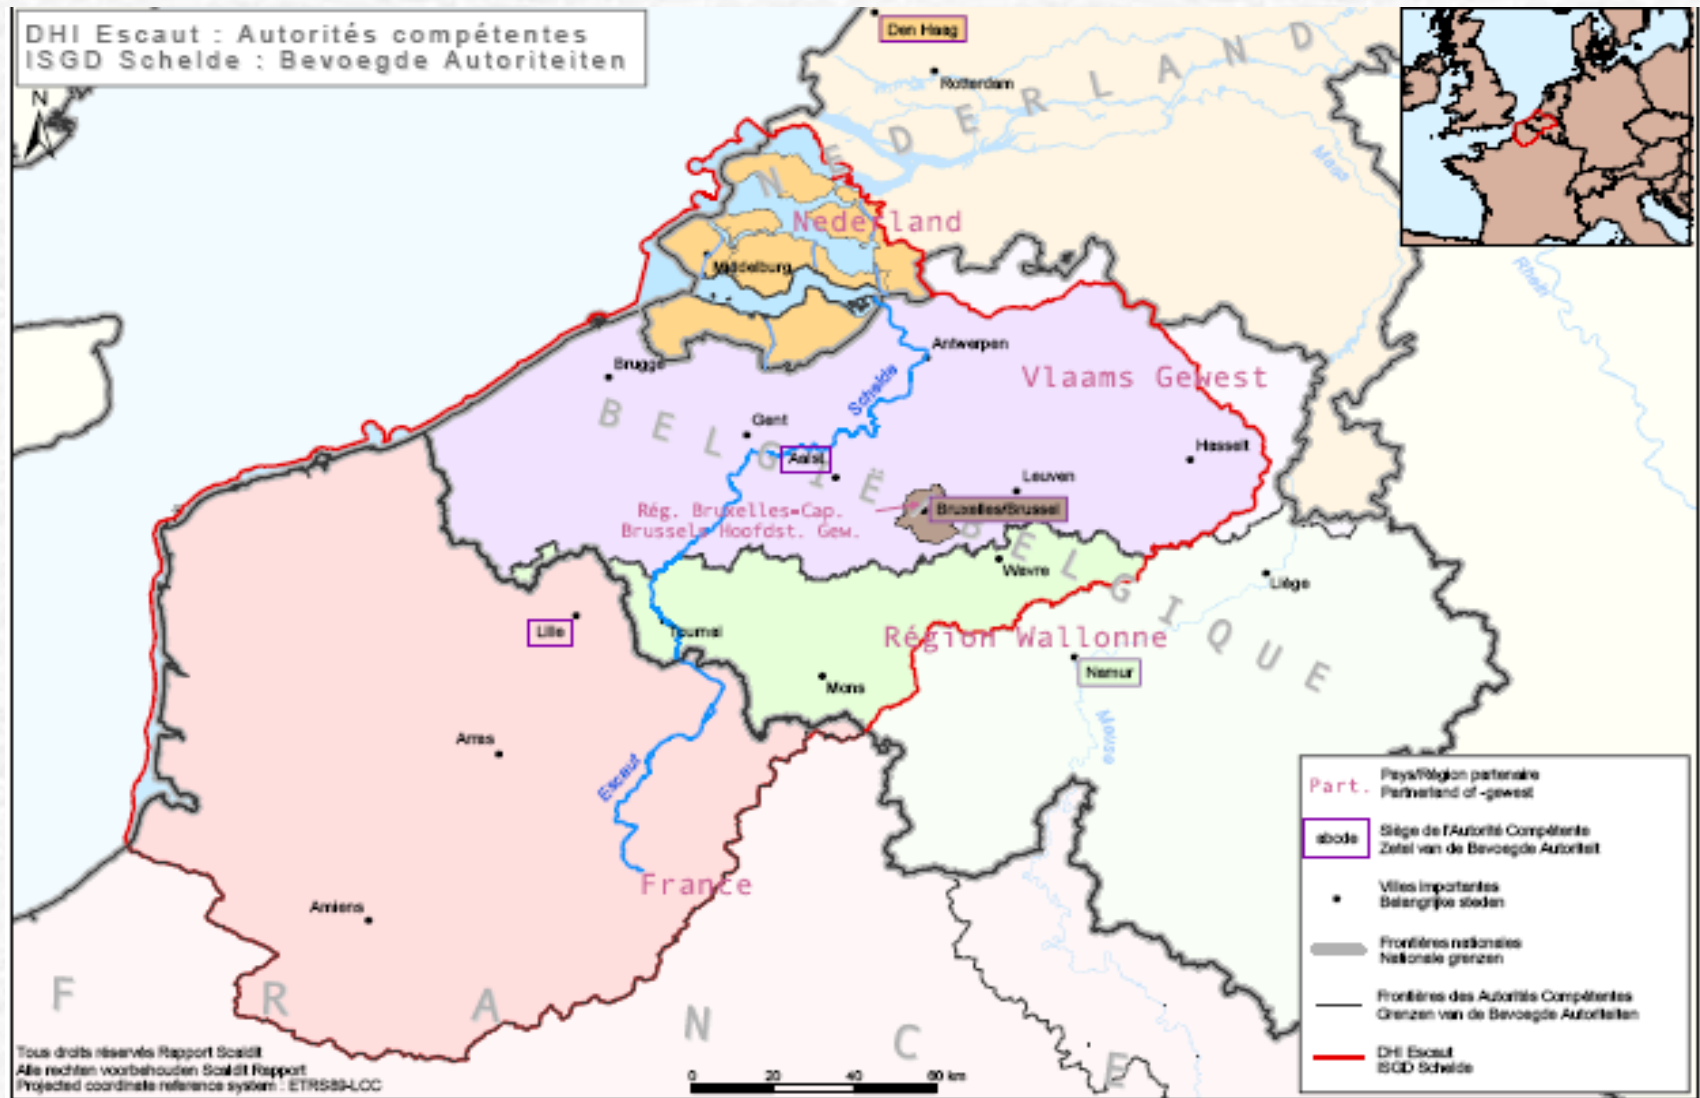 DHI Escaut : Autorités compétentes
ISGD Schelde : Bevoegde Autoriteiten
N
Den Haag
Rotterdam
NEDERLAND
Maas
Rhein
Nederland
Middelburg
Antwerpen
Brugge
Schelde
Vlaams Gewest
Gent
BELGIË
Aalst
Hasselt
Leuven
Rég. Bruxelles-Cap.
Brussels Hoofdst. Gew.
Bruxelles/Brussel
BELGIQUE
Wavre
Liège
Lille
Tournai
Région Wallonne
Namur
Mons
Meuse
Arras
Escaut
France
Amiens
FRANCE
Part.
Pays/Région partenaire
Partnerland of -gewest
abode
Siège de l'Autorité Compétente
Zetel van de Bevoegde Autoriteit
Villes importantes
Belangrijke steden
Frontières nationales
Nationale grenzen
Frontières des Autorités Compétentes
Grenzen van de Bevoegde Autoriteiten
DHI Escaut
ISGD Schelde
Tous droits réservés Rapport Scaldit
Alle rechten voorbehouden Scaldit Rapport
Projected coordinate reference system : ETRS89-LCC
0 20 40 60 km